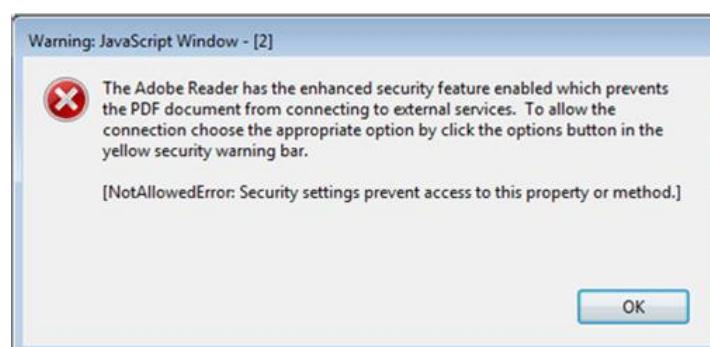 Warning: JavaScript Window - [2]
The Adobe Reader has the enhanced security feature enabled which prevents
the PDF document from connecting to external services.  To allow the
connection choose the appropriate option by click the options button in the
yellow security warning bar.
[NotAllowedError: Security settings prevent access to this property or method.]
OK